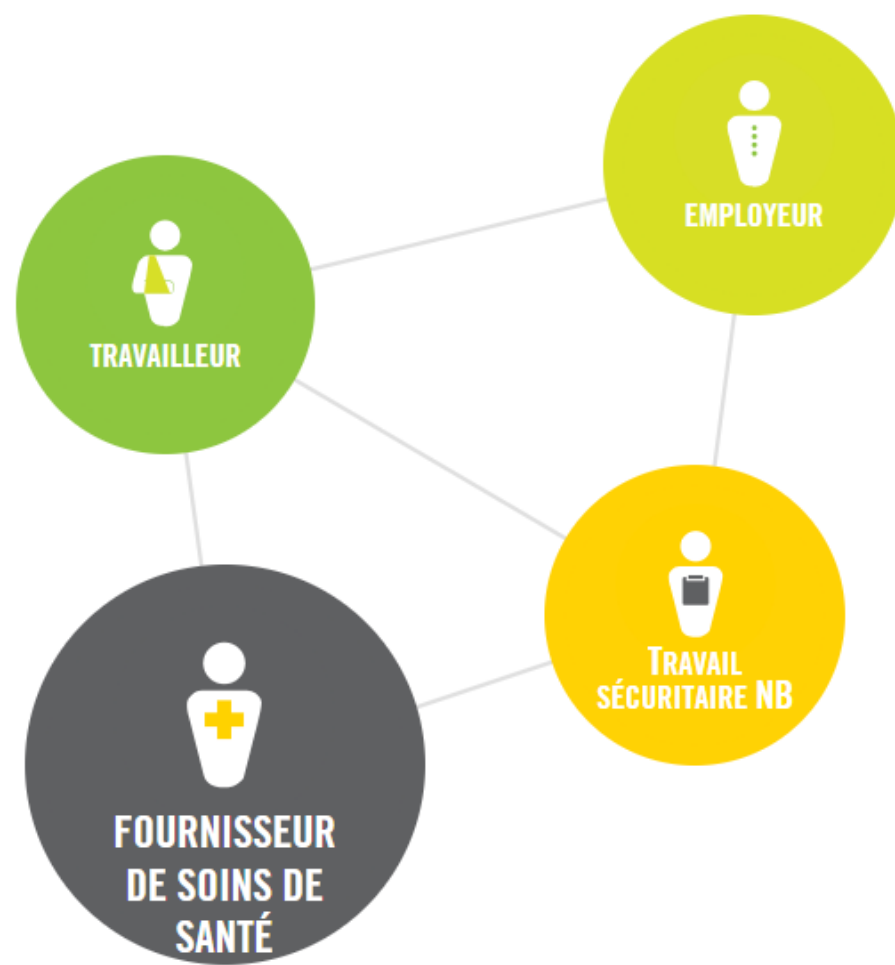 EMPLOYEUR
TRAVAILLEUR
TRAVAIL
SÉCURITAIRE NB
FOURNISSEUR
DE SOINS DE
SANTÉ